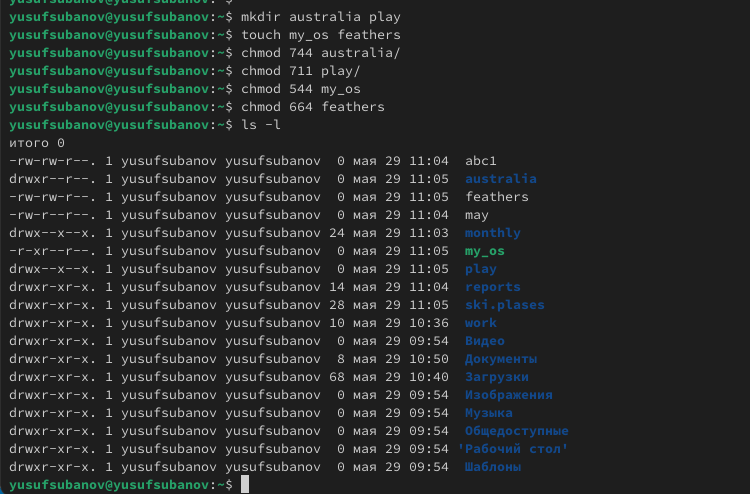 yusufsubanov@yusufsubanov:~$ mkdir australia play
yusufsubanov@yusufsubanov:~$ touch my_os feathers
yusufsubanov@yusufsubanov:~$ chmod 744 australia/
yusufsubanov@yusufsubanov:~$ chmod 711 play/
yusufsubanov@yusufsubanov:~$ chmod 544 my_os
yusufsubanov@yusufsubanov:~$ chmod 664 feathers
yusufsubanov@yusufsubanov:~$ ls -l
итого 0
-rw-rw-r--. 1 yusufsubanov yusufsubanov  0 мая 29 11:04  abc1
drwxr--r--. 1 yusufsubanov yusufsubanov  0 мая 29 11:05  australia
-rw-rw-r--. 1 yusufsubanov yusufsubanov  0 мая 29 11:05  feathers
-rw-r--r--. 1 yusufsubanov yusufsubanov  0 мая 29 11:04  may
drwx--x--x. 1 yusufsubanov yusufsubanov 24 мая 29 11:03  monthly
-r-xr--r--. 1 yusufsubanov yusufsubanov  0 мая 29 11:05  my_os
drwx--x--x. 1 yusufsubanov yusufsubanov  0 мая 29 11:05  play
drwxr-xr-x. 1 yusufsubanov yusufsubanov 14 мая 29 11:04  reports
drwxr-xr-x. 1 yusufsubanov yusufsubanov 28 мая 29 11:05  ski.plases
drwxr-xr-x. 1 yusufsubanov yusufsubanov 10 мая 29 10:36  work
drwxr-xr-x. 1 yusufsubanov yusufsubanov  0 мая 29 09:54  Видео
drwxr-xr-x. 1 yusufsubanov yusufsubanov  8 мая 29 10:50  Документы
drwxr-xr-x. 1 yusufsubanov yusufsubanov 68 мая 29 10:40  Загрузки
drwxr-xr-x. 1 yusufsubanov yusufsubanov  0 мая 29 09:54  Изображения
drwxr-xr-x. 1 yusufsubanov yusufsubanov  0 мая 29 09:54  Музыка
drwxr-xr-x. 1 yusufsubanov yusufsubanov  0 мая 29 09:54  Общедоступные
drwxr-xr-x. 1 yusufsubanov yusufsubanov  0 мая 29 09:54 'Рабочий стол'
drwxr-xr-x. 1 yusufsubanov yusufsubanov  0 мая 29 09:54  Шаблоны
yusufsubanov@yusufsubanov:~$